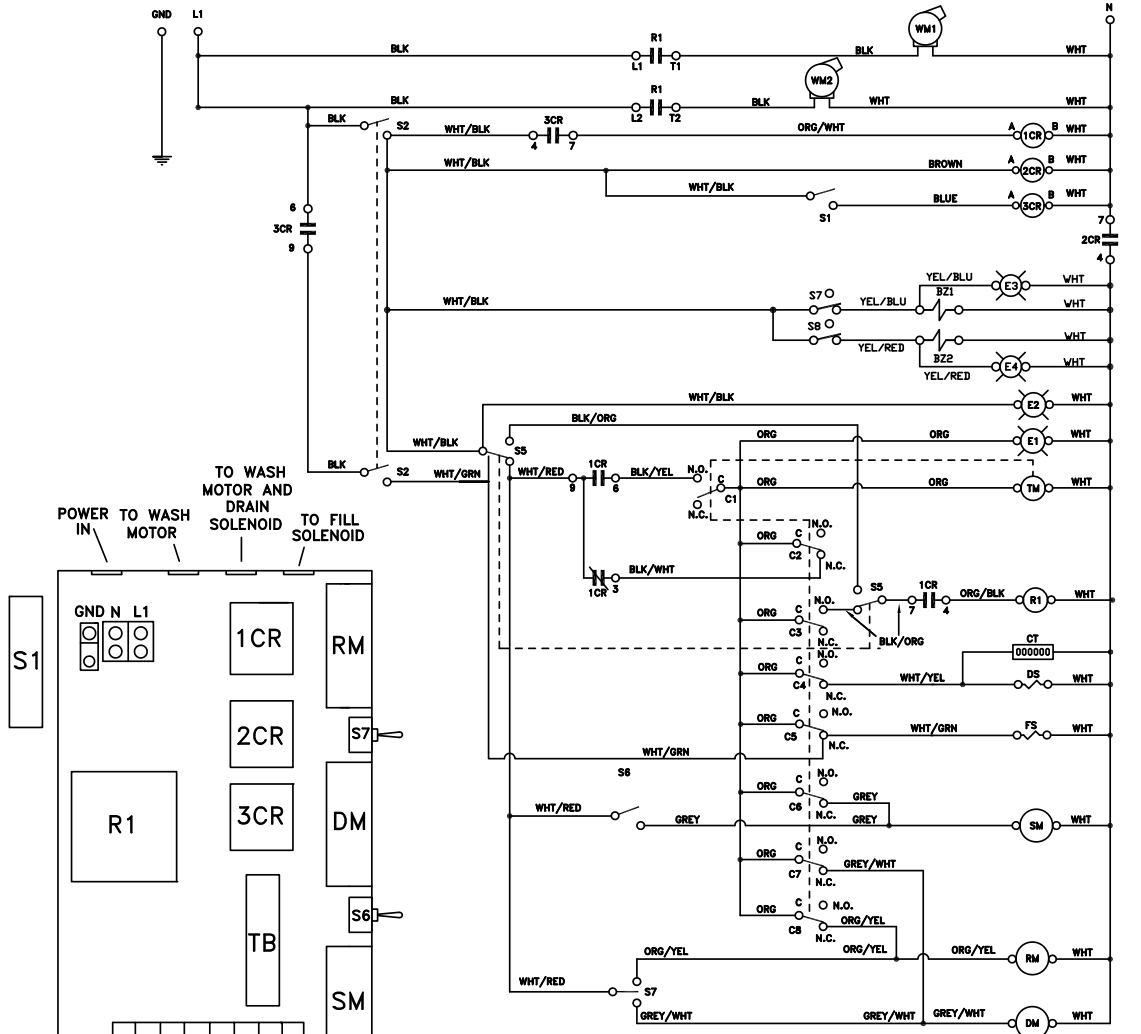 GND L1 N
BLK L1 R1 T1 BLK WM1 WHT
BLK L2 R1 T2 BLK WM2 WHT WHT
BLK S2 WHT/BLK 4 3CR 7 ORG/WHT A 1CR B WHT
WHT/BLK BROWN A 2CR B WHT
WHT/BLK S1 BLUE A 3CR B WHT
6 3CR 9
7 2CR 4
YEL/BLU E3 WHT
WHT/BLK S7 YEL/BLU BZ1 WHT
S8 YEL/RED BZ2 WHT
YEL/RED E4 WHT
WHT/BLK E2 WHT
BLK/ORG
WHT/BLK S5 ORG ORG E1 WHT
BLK S2 WHT/GRN WHT/RED 9 1CR 6 BLK/YEL N.O. C C1 N.C. ORG ORG TM WHT
ORG C C2 N.O. N.C.
1CR 3 BLK/WHT
S5 7 1CR 4 ORG/BLK R1 WHT
ORG C C3 N.O. N.C. BLK/ORG
CT 000000
ORG C C4 N.O. N.C. WHT/YEL DS WHT
ORG C C5 N.O. N.C. WHT/GRN FS WHT
WHT/GRN
ORG C C6 N.O. N.C. GREY
S6 WHT/RED GREY GREY SM WHT
ORG C C7 N.O. N.C. GREY/WHT
ORG C C8 N.O. N.C. ORG/YEL
ORG/YEL ORG/YEL ORG/YEL RM WHT
WHT/RED S7
GREY/WHT GREY/WHT GREY/WHT DM WHT
POWER IN
TO WASH MOTOR
TO WASH
MOTOR AND
DRAIN
SOLENOID
TO FILL
SOLENOID
GND N L1
S1
1CR
RM
2CR
S7
3CR
R1
DM
S6
TB
SM